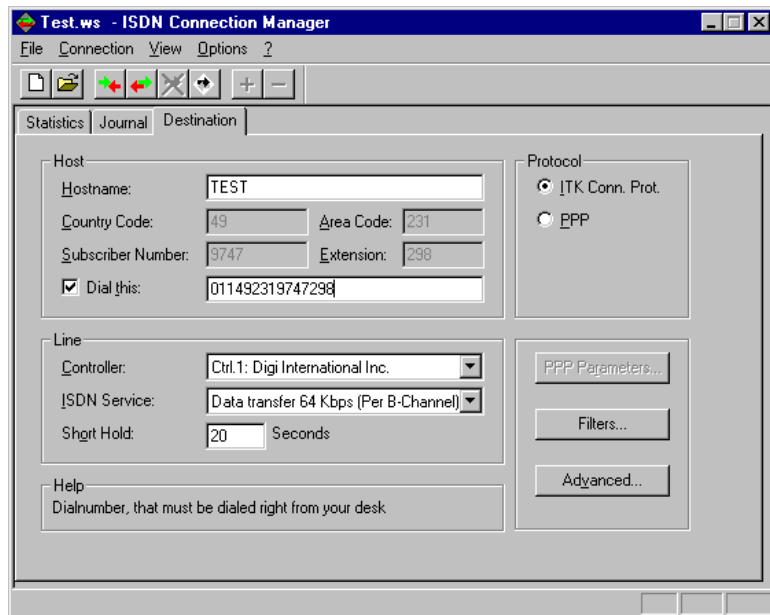 Test.ws - ISDN Connection Manager
File Connection View Options ?
Statistics Journal Destination
Host
Hostname: TEST
Country Code: 49 Area Code: 231
Subscriber Number: 9747 Extension: 298
Dial this: 011492319747298
Protocol
ITK Conn. Prot.
PPP
Line
Controller: Ctrl.1: Digi International Inc.
ISDN Service: Data transfer 64 Kbps (Per B-Channel)
Short Hold: 20 Seconds
PPP Parameters...
Filters...
Advanced...
Help
Dialnumber, that must be dialed right from your desk